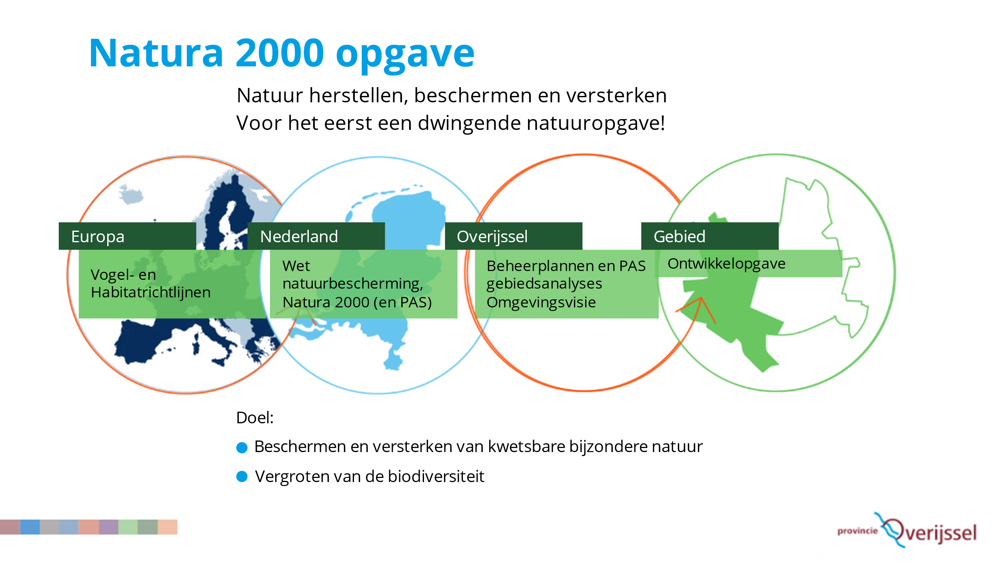 Natura 2000 opgave
Natuur herstellen, beschermen en versterken
Voor het eerst een dwingende natuuropgave!
Europa
Vogel- en
Habitatrichtlijnen
Nederland
Wet
natuurbescherming,
Natura 2000 (en PAS)
Overijssel
Beheerplannen en PAS
gebiedsanalyses
Omgevingsvisie
Gebied
Ontwikkelopgave
Doel:
Beschermen en versterken van kwetsbare bijzondere natuur
Vergroten van de biodiversiteit
provincie Overijssel